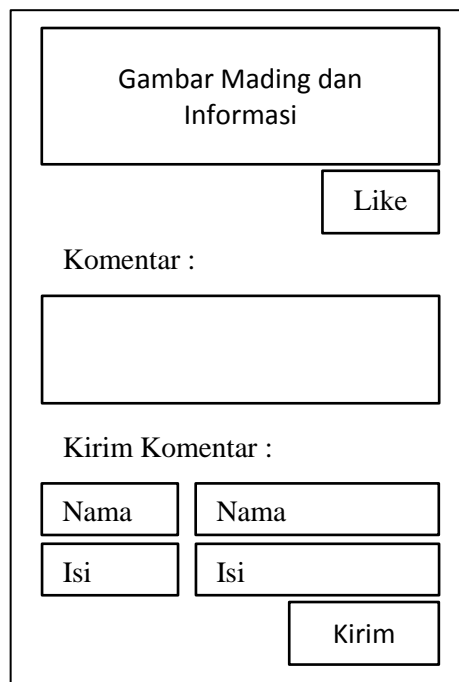 Gambar Mading dan
Informasi
Like
Komentar :
Kirim Komentar :
Nama Nama
Isi Isi
Kirim